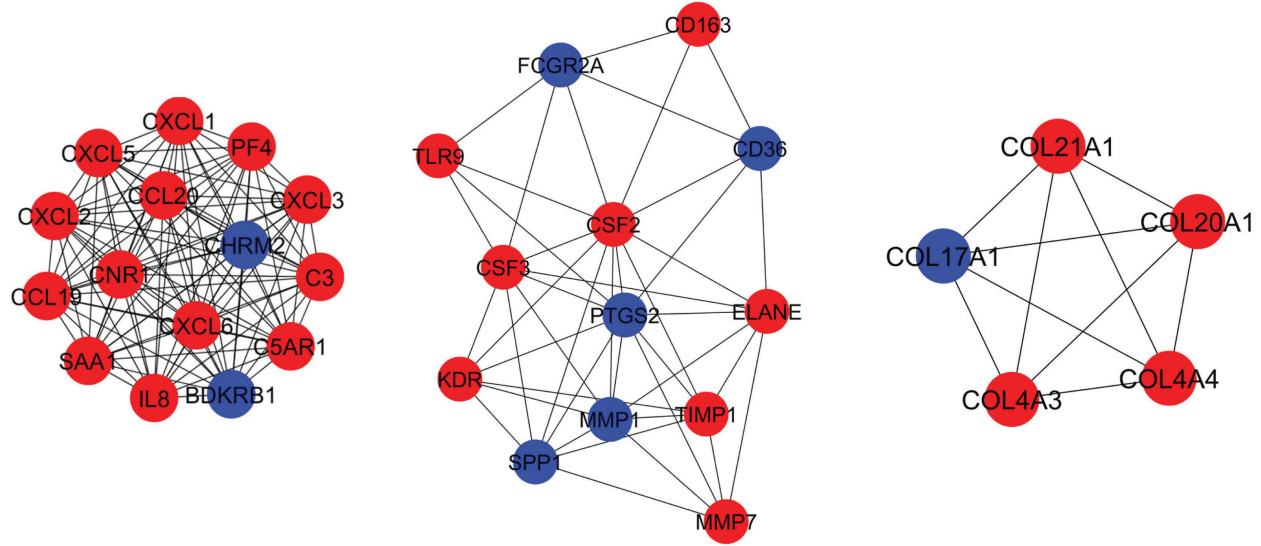 CXCL1
CXCL5
PF4
CCL20
CXCL3
CXCL2
CHRM2
CNR1
C3
CCL19
CXCL6
C5AR1
SAA1
IL8
BDKRB1
CD163
FCGR2A
TLR9
CD36
CSF2
CSF3
PTGS2
ELANE
KDR
MMP1
TIMP1
SPP1
MMP7
COL21A1
COL20A1
COL17A1
COL4A4
COL4A3